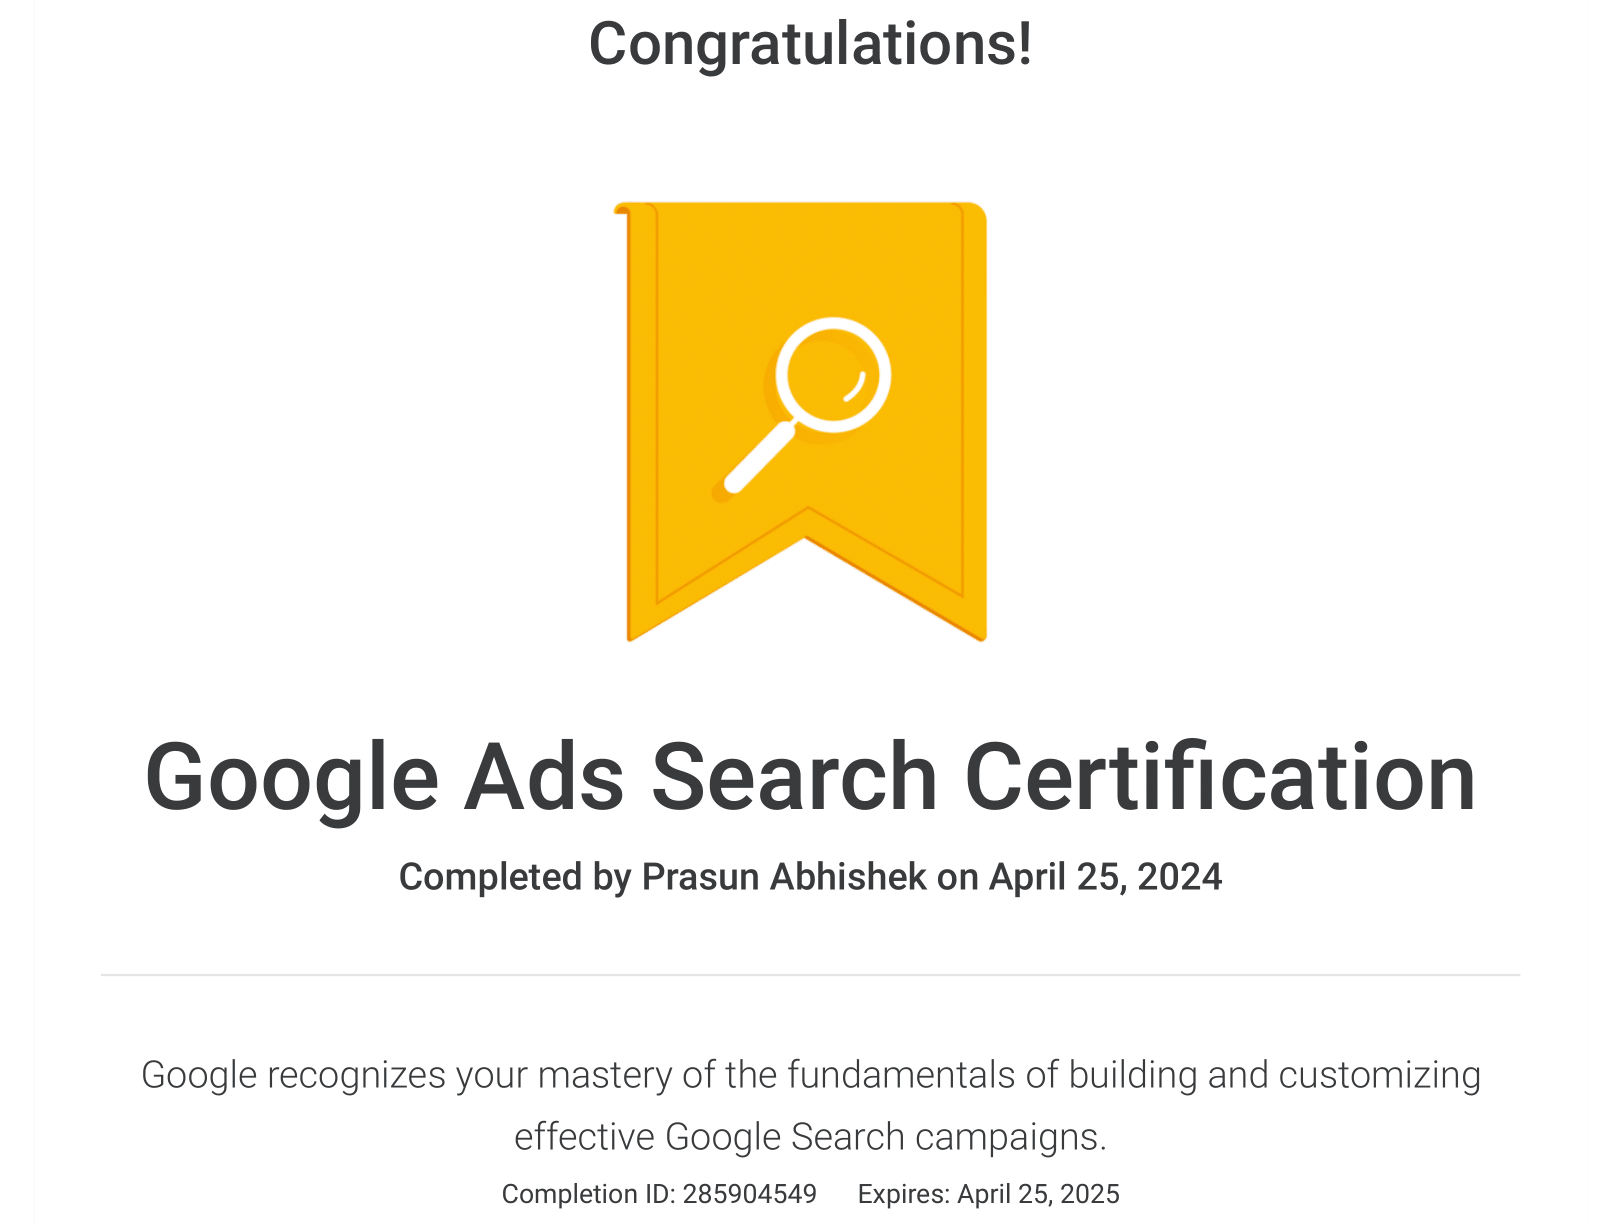 Congratulations!
Google Ads Search Certification
Completed by Prasun Abhishek on April 25, 2024
Google recognizes your mastery of the fundamentals of building and customizing
effective Google Search campaigns.
Completion ID: 285904549 Expires: April 25, 2025